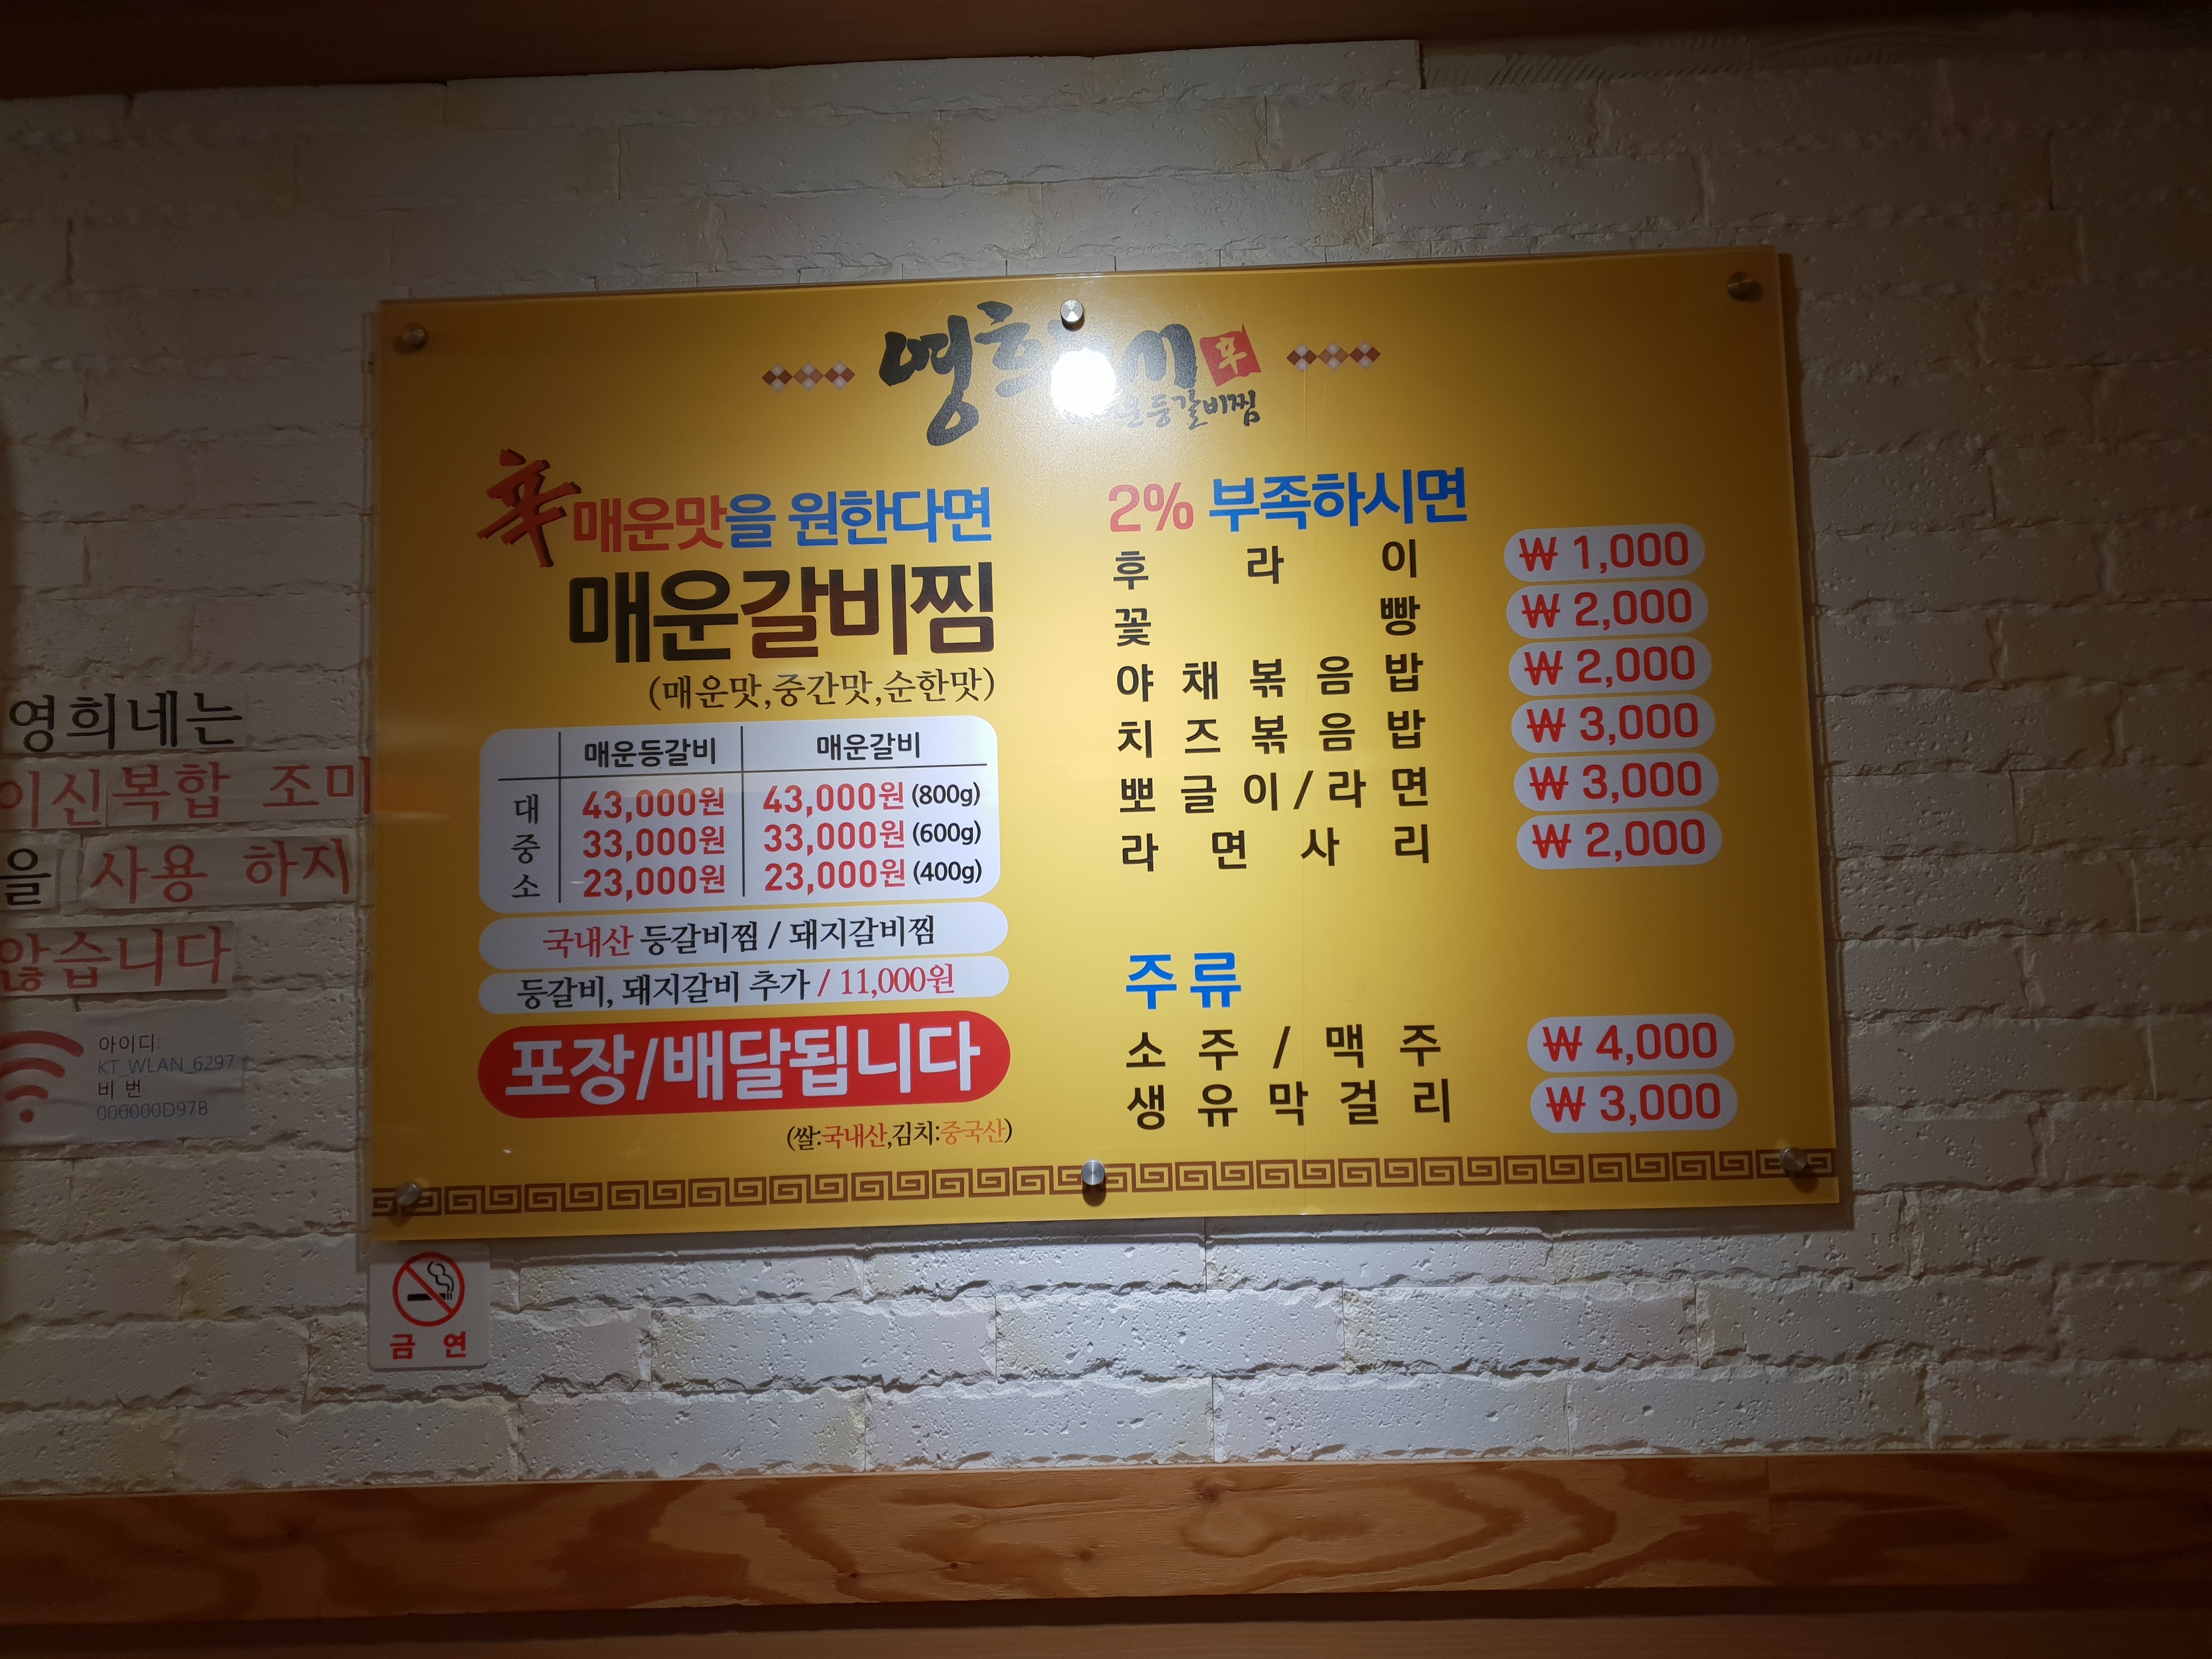 辛
운등갈비찜
辛매운맛을 원한다면
매운갈비찜
(매운맛,중간맛,순한맛)
매운등갈비 매운갈비
대 43,000원 43,000원 (800g)
중 33,000원 33,000원 (600g)
소 23,000원 23,000원 (400g)
국내산 등갈비찜 / 돼지갈비찜
등갈비, 돼지갈비 추가 / 11,000원
포장/배달됩니다
(쌀:국내산,김치:중국산)
2% 부족하시면
후라이 ₩ 1,000
꽃빵 ₩ 2,000
야채볶음밥 ₩ 2,000
치즈볶음밥 ₩ 3,000
뽀글이/라면 ₩ 3,000
라면사리 ₩ 2,000
주류
소주/맥주 ₩ 4,000
생유막걸리 ₩ 3,000
영희네는
이신복합 조미
을 사용 하지
않습니다
아이디:
KT_WLAN_6297
비 번
000000D97B
금 연